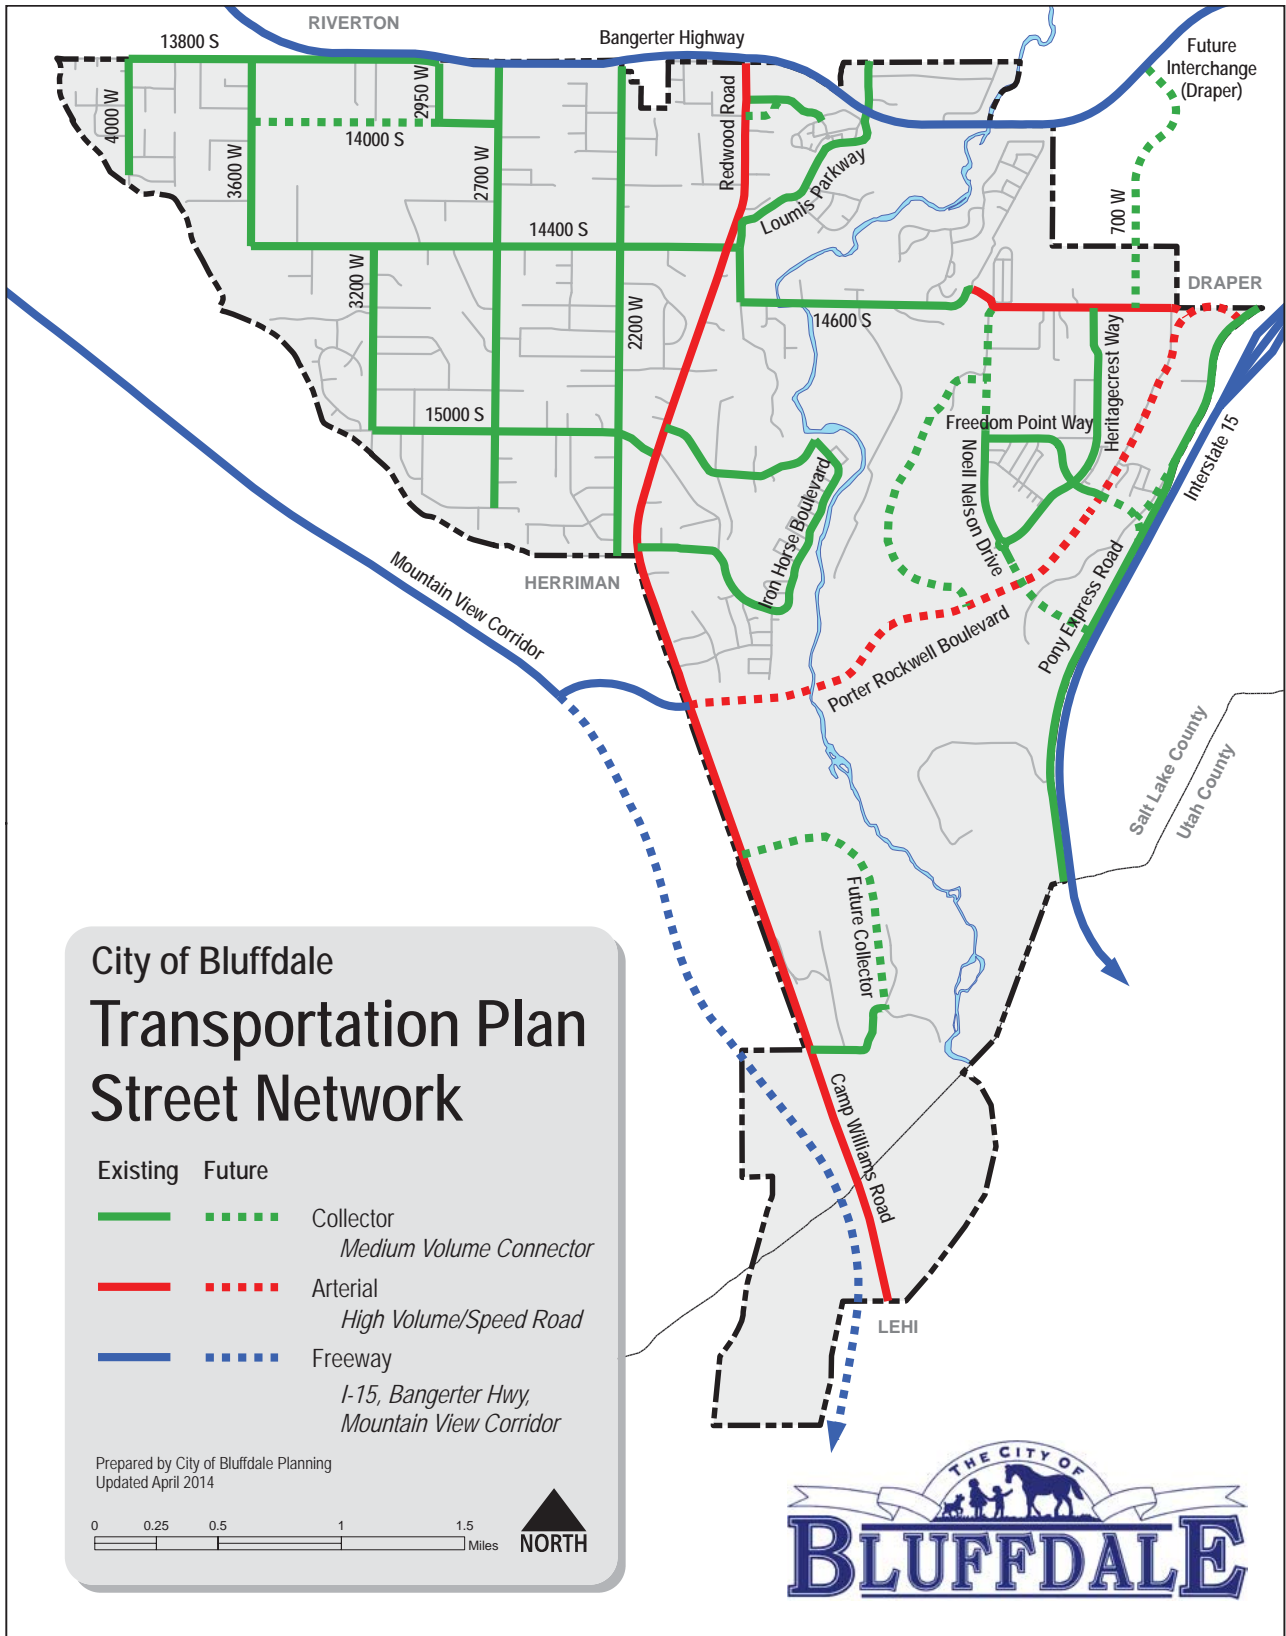 RIVERTON
13800 S
Bangerter Highway
Future
Interchange
(Draper)
4000 W
2950 W
14000 S
3600 W
2700 W
Redwood Road
Loumis Parkway
700 W
14400 S
3200 W
DRAPER
14600 S
2200 W
Heritagecrest Way
15000 S
Freedom Point Way
Interstate 15
Noell Nelson Drive
Iron Horse Boulevard
HERRIMAN
Mountain View Corridor
Pony Express Road
Porter Rockwell Boulevard
Salt Lake County
Utah County
Future Collector
Camp Williams Road
LEHI
City of Bluffdale
Transportation Plan
Street Network
Existing Future
Collector
Medium Volume Connector
Arterial
High Volume/Speed Road
Freeway
I-15, Bangerter Hwy,
Mountain View Corridor
Prepared by City of Bluffdale Planning
Updated April 2014
0 0.25 0.5 1 1.5
Miles
NORTH
THE CITY OF
BLUFFDALE